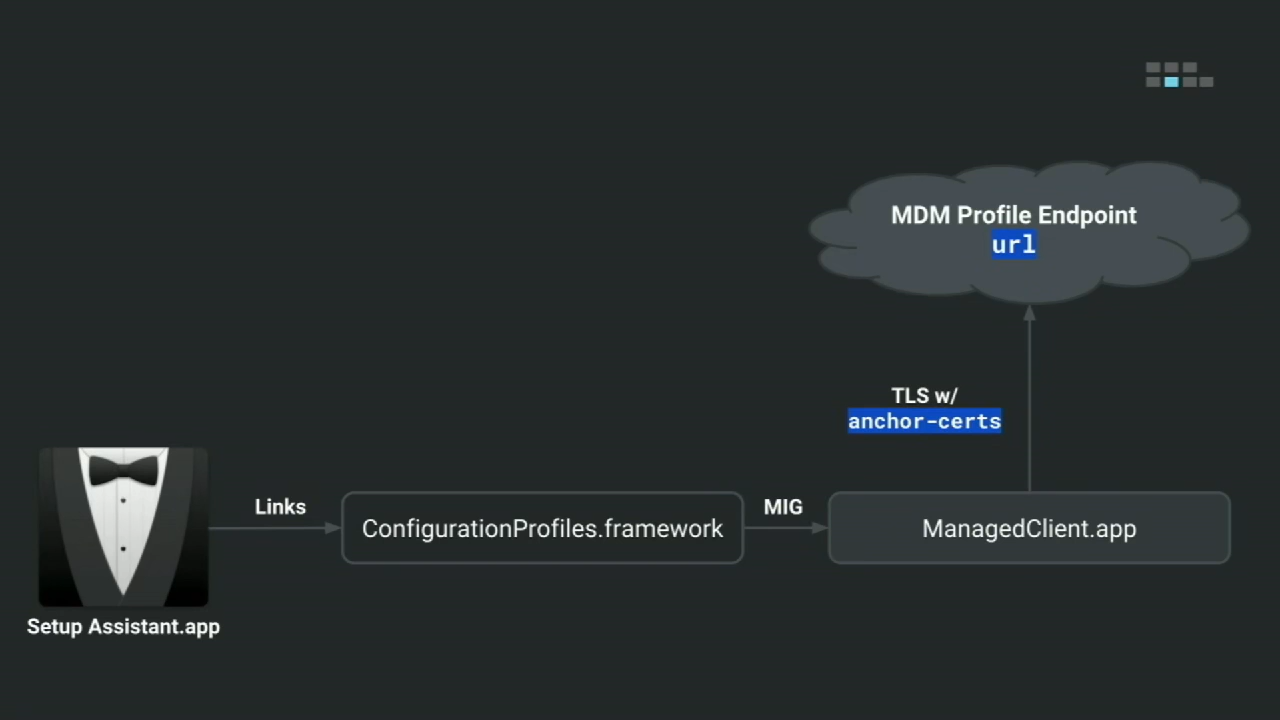 MDM Profile Endpoint
url
TLS w/
anchor-certs
Links
ConfigurationProfiles.framework
MIG
ManagedClient.app
Setup Assistant.app